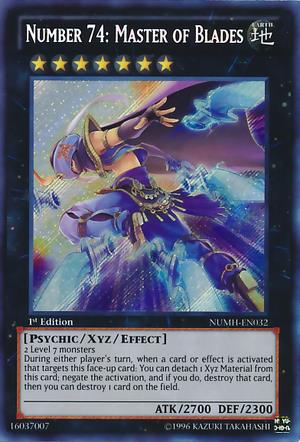 NUMBER 74: MASTER OF BLADES
EARTH
地
1st Edition
NUMH-EN032
[PSYCHIC/XYZ/EFFECT]
2 Level 7 monsters
During either player's turn, when a card or effect is activated
that targets this face-up card: You can detach 1 Xyz Material from
this card; negate the activation, and if you do, destroy that card,
then you can destroy 1 card on the field.
ATK/2700 DEF/2300
16037007
©1996 KAZUKI TAKAHASHI